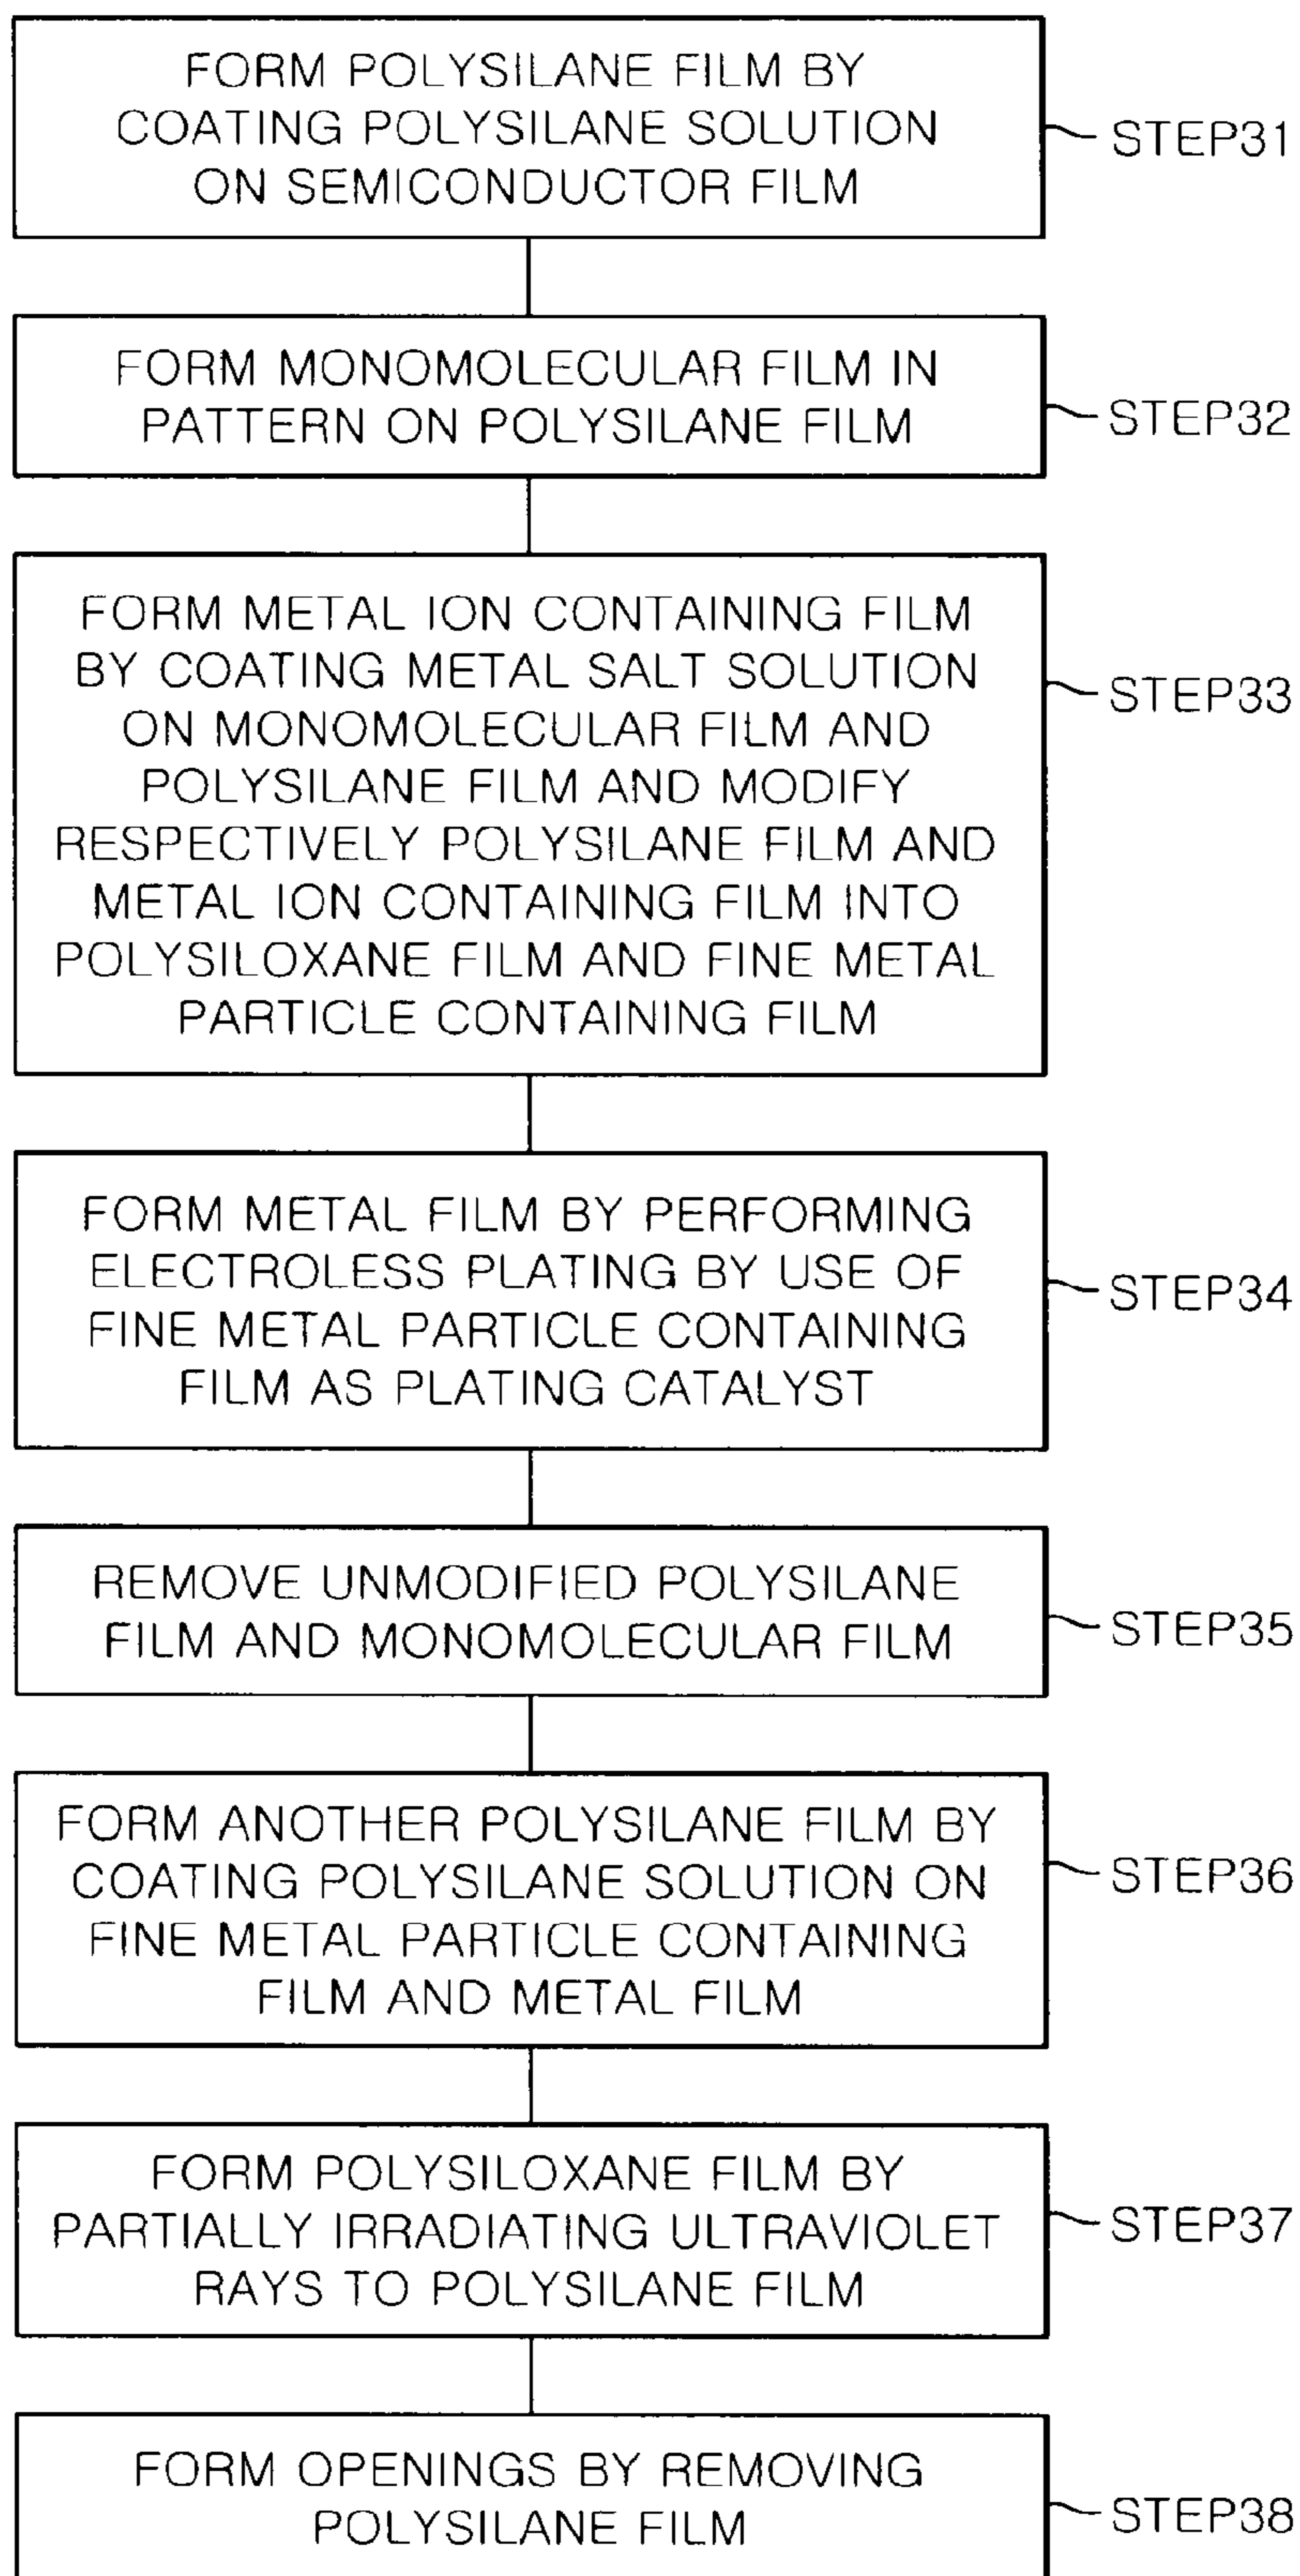 FORM POLYSILANE FILM BY
COATING POLYSILANE SOLUTION
ON SEMICONDUCTOR FILM
STEP31
FORM MONOMOLECULAR FILM IN
PATTERN ON POLYSILANE FILM
STEP32
FORM METAL ION CONTAINING FILM
BY COATING METAL SALT SOLUTION
ON MONOMOLECULAR FILM AND
POLYSILANE FILM AND MODIFY
RESPECTIVELY POLYSILANE FILM AND
METAL ION CONTAINING FILM INTO
POLYSILOXANE FILM AND FINE METAL
PARTICLE CONTAINING FILM
STEP33
FORM METAL FILM BY PERFORMING
ELECTROLESS PLATING BY USE OF
FINE METAL PARTICLE CONTAINING
FILM AS PLATING CATALYST
STEP34
REMOVE UNMODIFIED POLYSILANE
FILM AND MONOMOLECULAR FILM
STEP35
FORM ANOTHER POLYSILANE FILM BY
COATING POLYSILANE SOLUTION ON
FINE METAL PARTICLE CONTAINING
FILM AND METAL FILM
STEP36
FORM POLYSILOXANE FILM BY
PARTIALLY IRRADIATING ULTRAVIOLET
RAYS TO POLYSILANE FILM
STEP37
FORM OPENINGS BY REMOVING
POLYSILANE FILM
STEP38